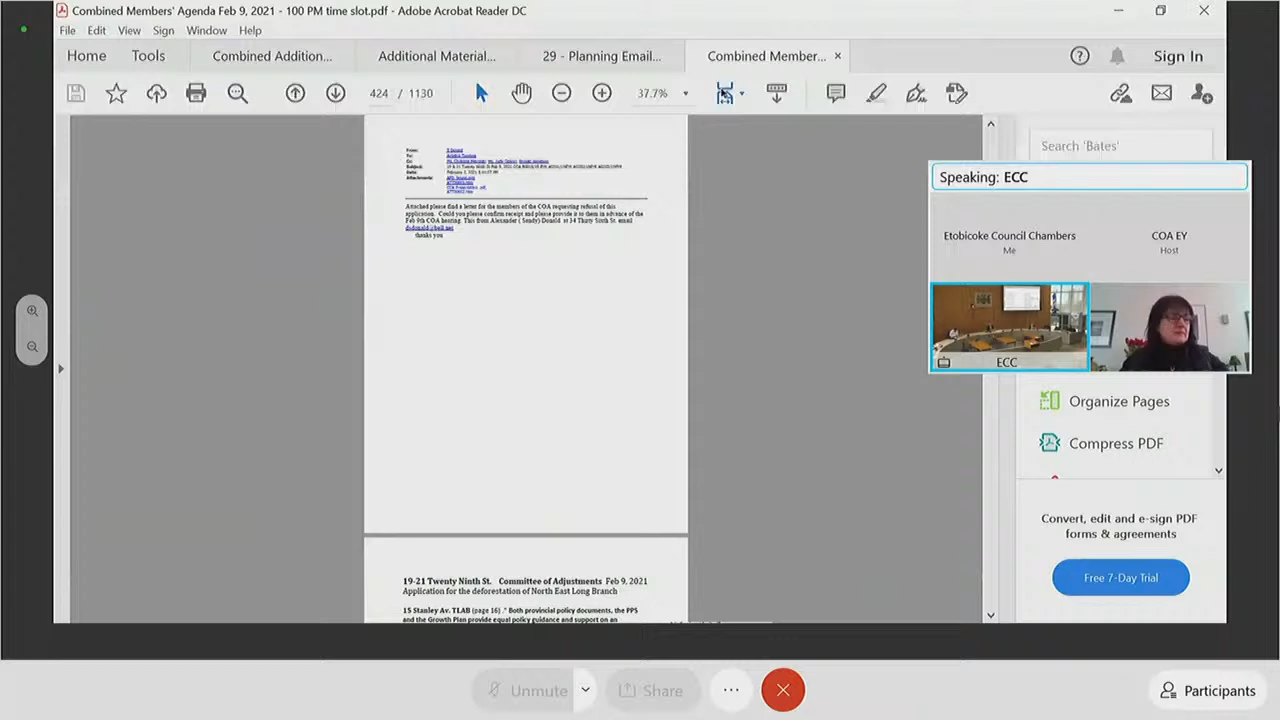 Combined Members' Agenda Feb 9, 2021 - 100 PM time slot.pdf - Adobe Acrobat Reader DC
File Edit View Sign Window Help
Home Tools Combined Addition... Additional Material... 29 - Planning Email... Combined Member... ×
Sign In
424 / 1130
37.7%
Search 'Bates'
Speaking: ECC
Etobicoke Council Chambers
Me
COA EY
Host
ECC
From:
To:
Cc:
Subject:
Date:
Attachments:
Attached please find a letter for the members of the COA requesting refusal of this
application. Could you please confirm receipt and please provide it to them in advance of the
Feb 9th COA hearing. This from Alexander ( Sandy) Donald at 34 Thirty Sixth St. email
thanks you
Organize Pages
Compress PDF
Convert, edit and e-sign PDF
forms & agreements
Free 7-Day Trial
19-21 Twenty Ninth St. Committee of Adjustments Feb 9, 2021
Application for the deforestation of North East Long Branch
15 Stanley Av. TLAB (page 16) ." Both provincial policy documents, the PPS
and the Growth Plan provide equal policy guidance and support on an
Unmute
Share
Participants